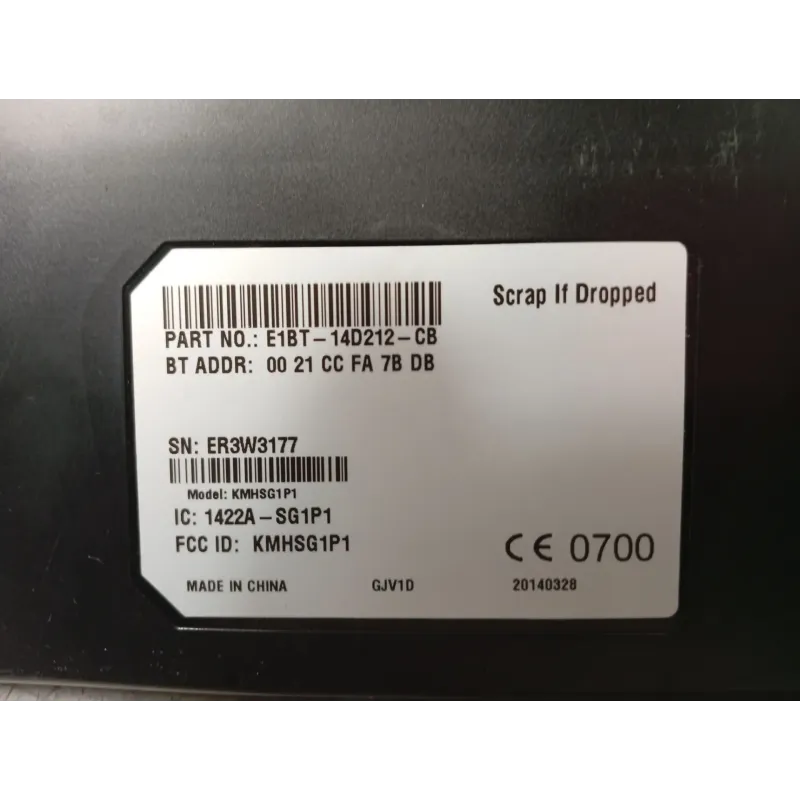 Scrap If Dropped
PART NO.: E1BT-14D212-CB
BT ADDR: 00 21 CC FA 7B DB
SN: ER3W3177
Model: KMHSG1P1
IC: 1422A-SG1P1
FCC ID: KMHSG1P1
CE 0700
MADE IN CHINA GJV1D 20140328